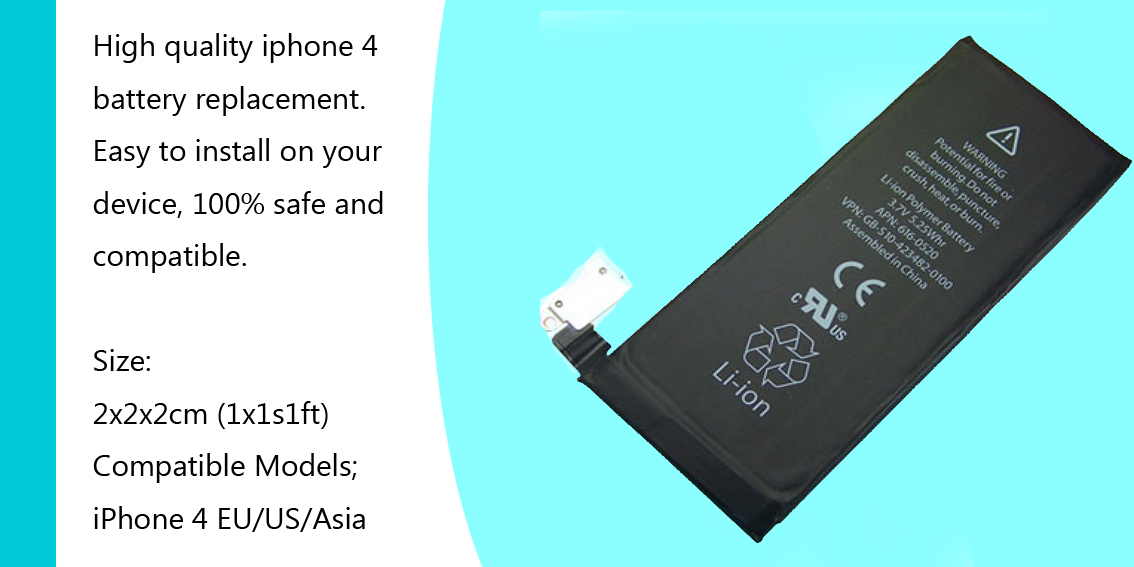 High quality iphone 4
battery replacement.
Easy to install on your
device, 100% safe and
compatible.
Size:
2x2x2cm (1x1s1ft)
Compatible Models;
iPhone 4 EU/US/Asia
WARNING
Potential for fire or
burning. Do not
disassemble, puncture,
crush, heat, or burn.
Li-ion Polymer Battery
3.7V 5.25Whr
APN: 616-0520
VPN: GB-S10-423482-0100
Assembled in China
CE
c RU® US
Li-ion